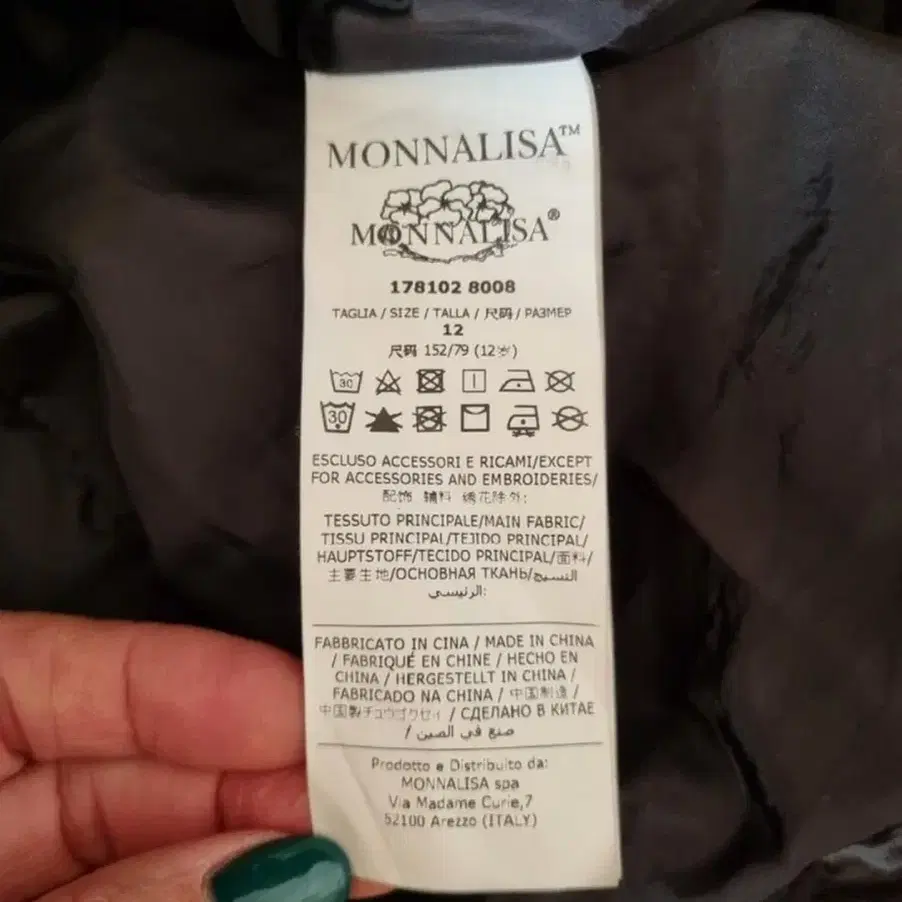 MONNALISA™
MONNALISA®
178102 8008
TAGLIA / SIZE / TALLA / 尺码 / РАЗМЕР
12
尺码 152/79 (12岁)
30
30
ESCLUSO ACCESSORI E RICAMI/EXCEPT
FOR ACCESSORIES AND EMBROIDERIES/
配饰 辅料 绣花除外:
TESSUTO PRINCIPALE/MAIN FABRIC/
TISSU PRINCIPAL/TEJIDO PRINCIPAL/
HAUPTSTOFF/TECIDO PRINCIPAL/面料/
主要生地/ОСНОВНАЯ ТКАНЬ/النسيج
الرئيسي:
FABBRICATO IN CINA / MADE IN CHINA
/ FABRIQUÉ EN CHINE / HECHO EN
CHINA / HERGESTELLT IN CHINA /
FABRICADO NA CHINA / 中国制造 /
中国製チュウゴクセイ / СДЕЛАНО В КИТАЕ
/ صنع في الصين
Prodotto e Distribuito da:
MONNALISA spa
Via Madame Curie,7
52100 Arezzo (ITALY)